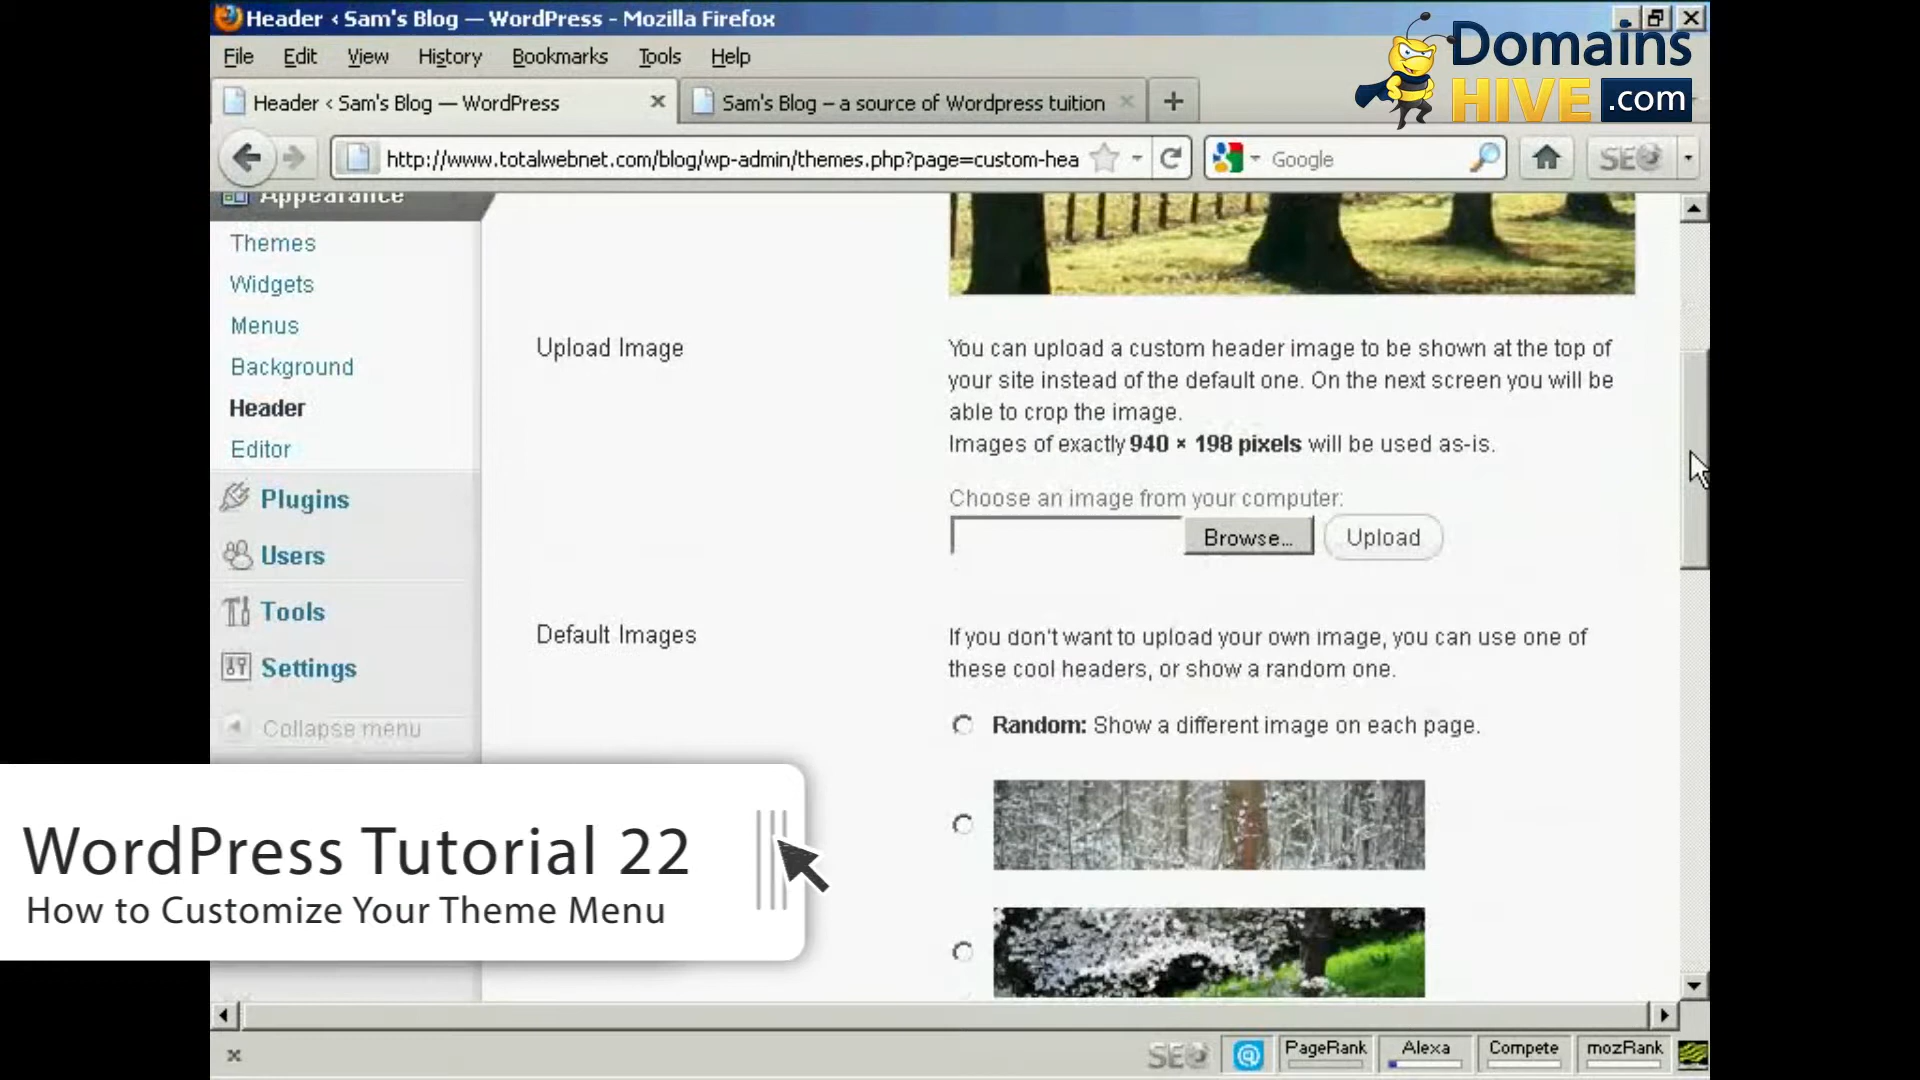 Header ‹ Sam's Blog — WordPress - Mozilla Firefox
File Edit View History Bookmarks Tools Help
Domains
HIVE .com
Header ‹ Sam's Blog — WordPress
Sam's Blog – a source of Wordpress tuition
http://www.totalwebnet.com/blog/wp-admin/themes.php?page=custom-hea
Google
SEO
Appearance
Themes
Widgets
Menus
Background
Header
Editor
Plugins
Users
Tools
Settings
Collapse menu
Upload Image
You can upload a custom header image to be shown at the top of
your site instead of the default one. On the next screen you will be
able to crop the image.
Images of exactly 940 × 198 pixels will be used as-is.
Choose an image from your computer:
Browse...
Upload
Default Images
If you don't want to upload your own image, you can use one of
these cool headers, or show a random one.
Random: Show a different image on each page.
WordPress Tutorial 22
How to Customize Your Theme Menu
SEO
PageRank
Alexa
Compete
mozRank